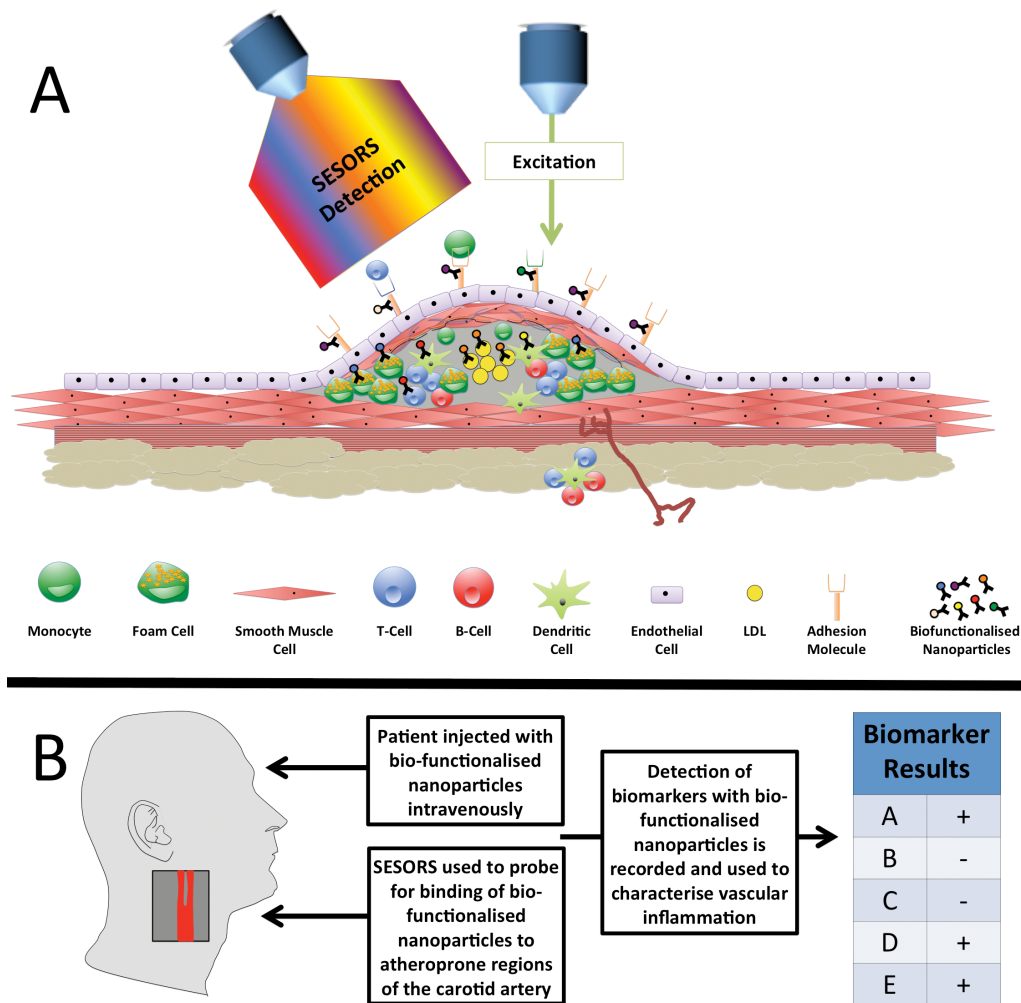 A
SESORS
Detection
Excitation
Monocyte
Foam Cell
Smooth Muscle
Cell
T-Cell
B-Cell
Dendritic
Cell
Endothelial
Cell
LDL
Adhesion
Molecule
Biofunctionalised
Nanoparticles
B
Patient injected with
bio-functionalised
nanoparticles
intravenously
SESORS used to probe
for binding of bio-
functionalised
nanoparticles to
atheroprone regions
of the carotid artery
Detection of
biomarkers with bio-
functionalised
nanoparticles is
recorded and used to
characterise vascular
inflammation
Biomarker
Results
A +
B -
C -
D +
E +